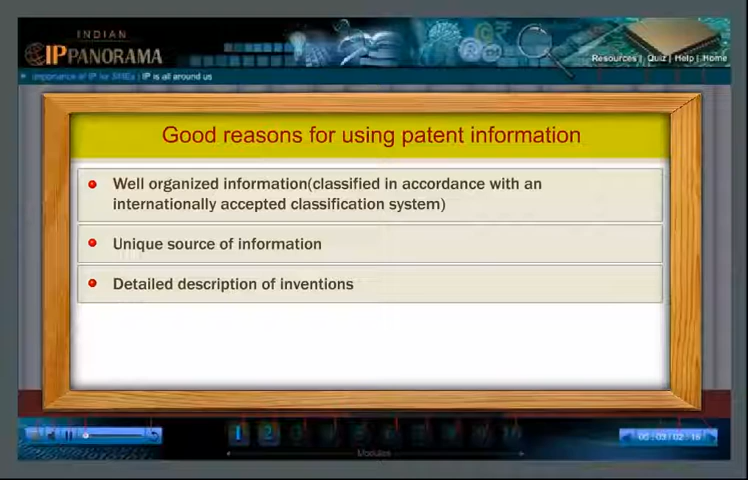 INDIAN
IP PANORAMA
Resources | Quiz | Help | Home
Importance of IP for SMEs | IP is all around us
Good reasons for using patent information
Well organized information(classified in accordance with an
internationally accepted classification system)
Unique source of information
Detailed description of inventions
1 2
Modules